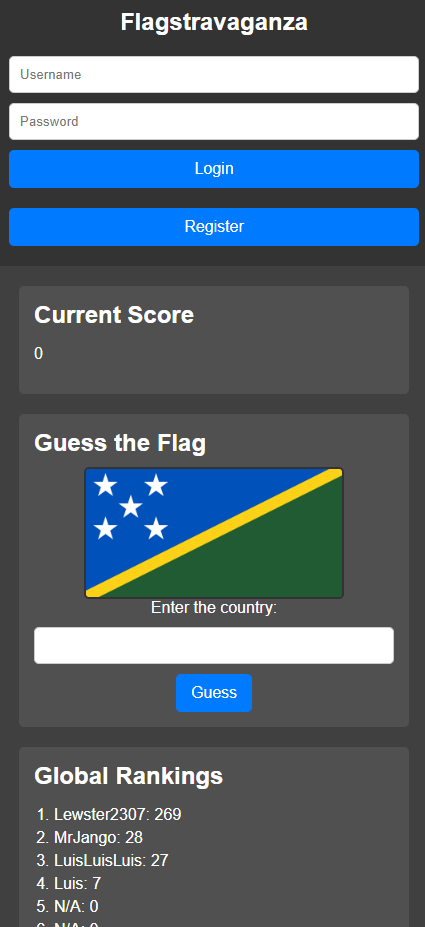 Flagstravaganza
Username
Password
Login
Register
Current Score
0
Guess the Flag
Enter the country:
Guess
Global Rankings
1. Lewster2307: 269
2. MrJango: 28
3. LuisLuisLuis: 27
4. Luis: 7
5. N/A: 0
6. N/A: 0